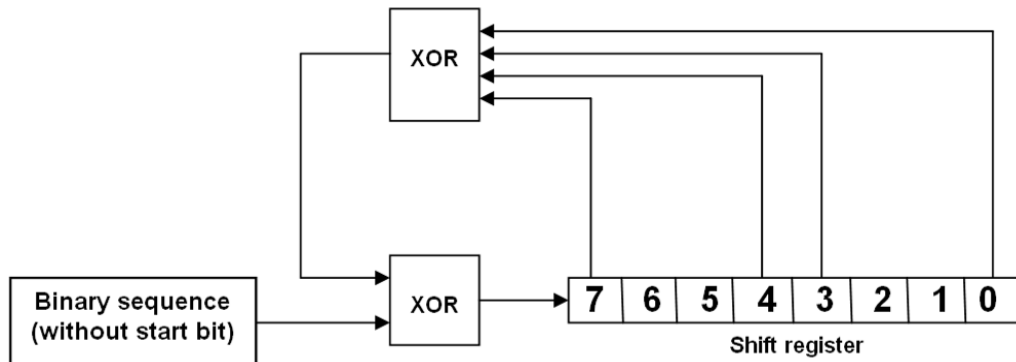 XOR
XOR
Binary sequence
(without start bit)
7 6 5 4 3 2 1 0
Shift register